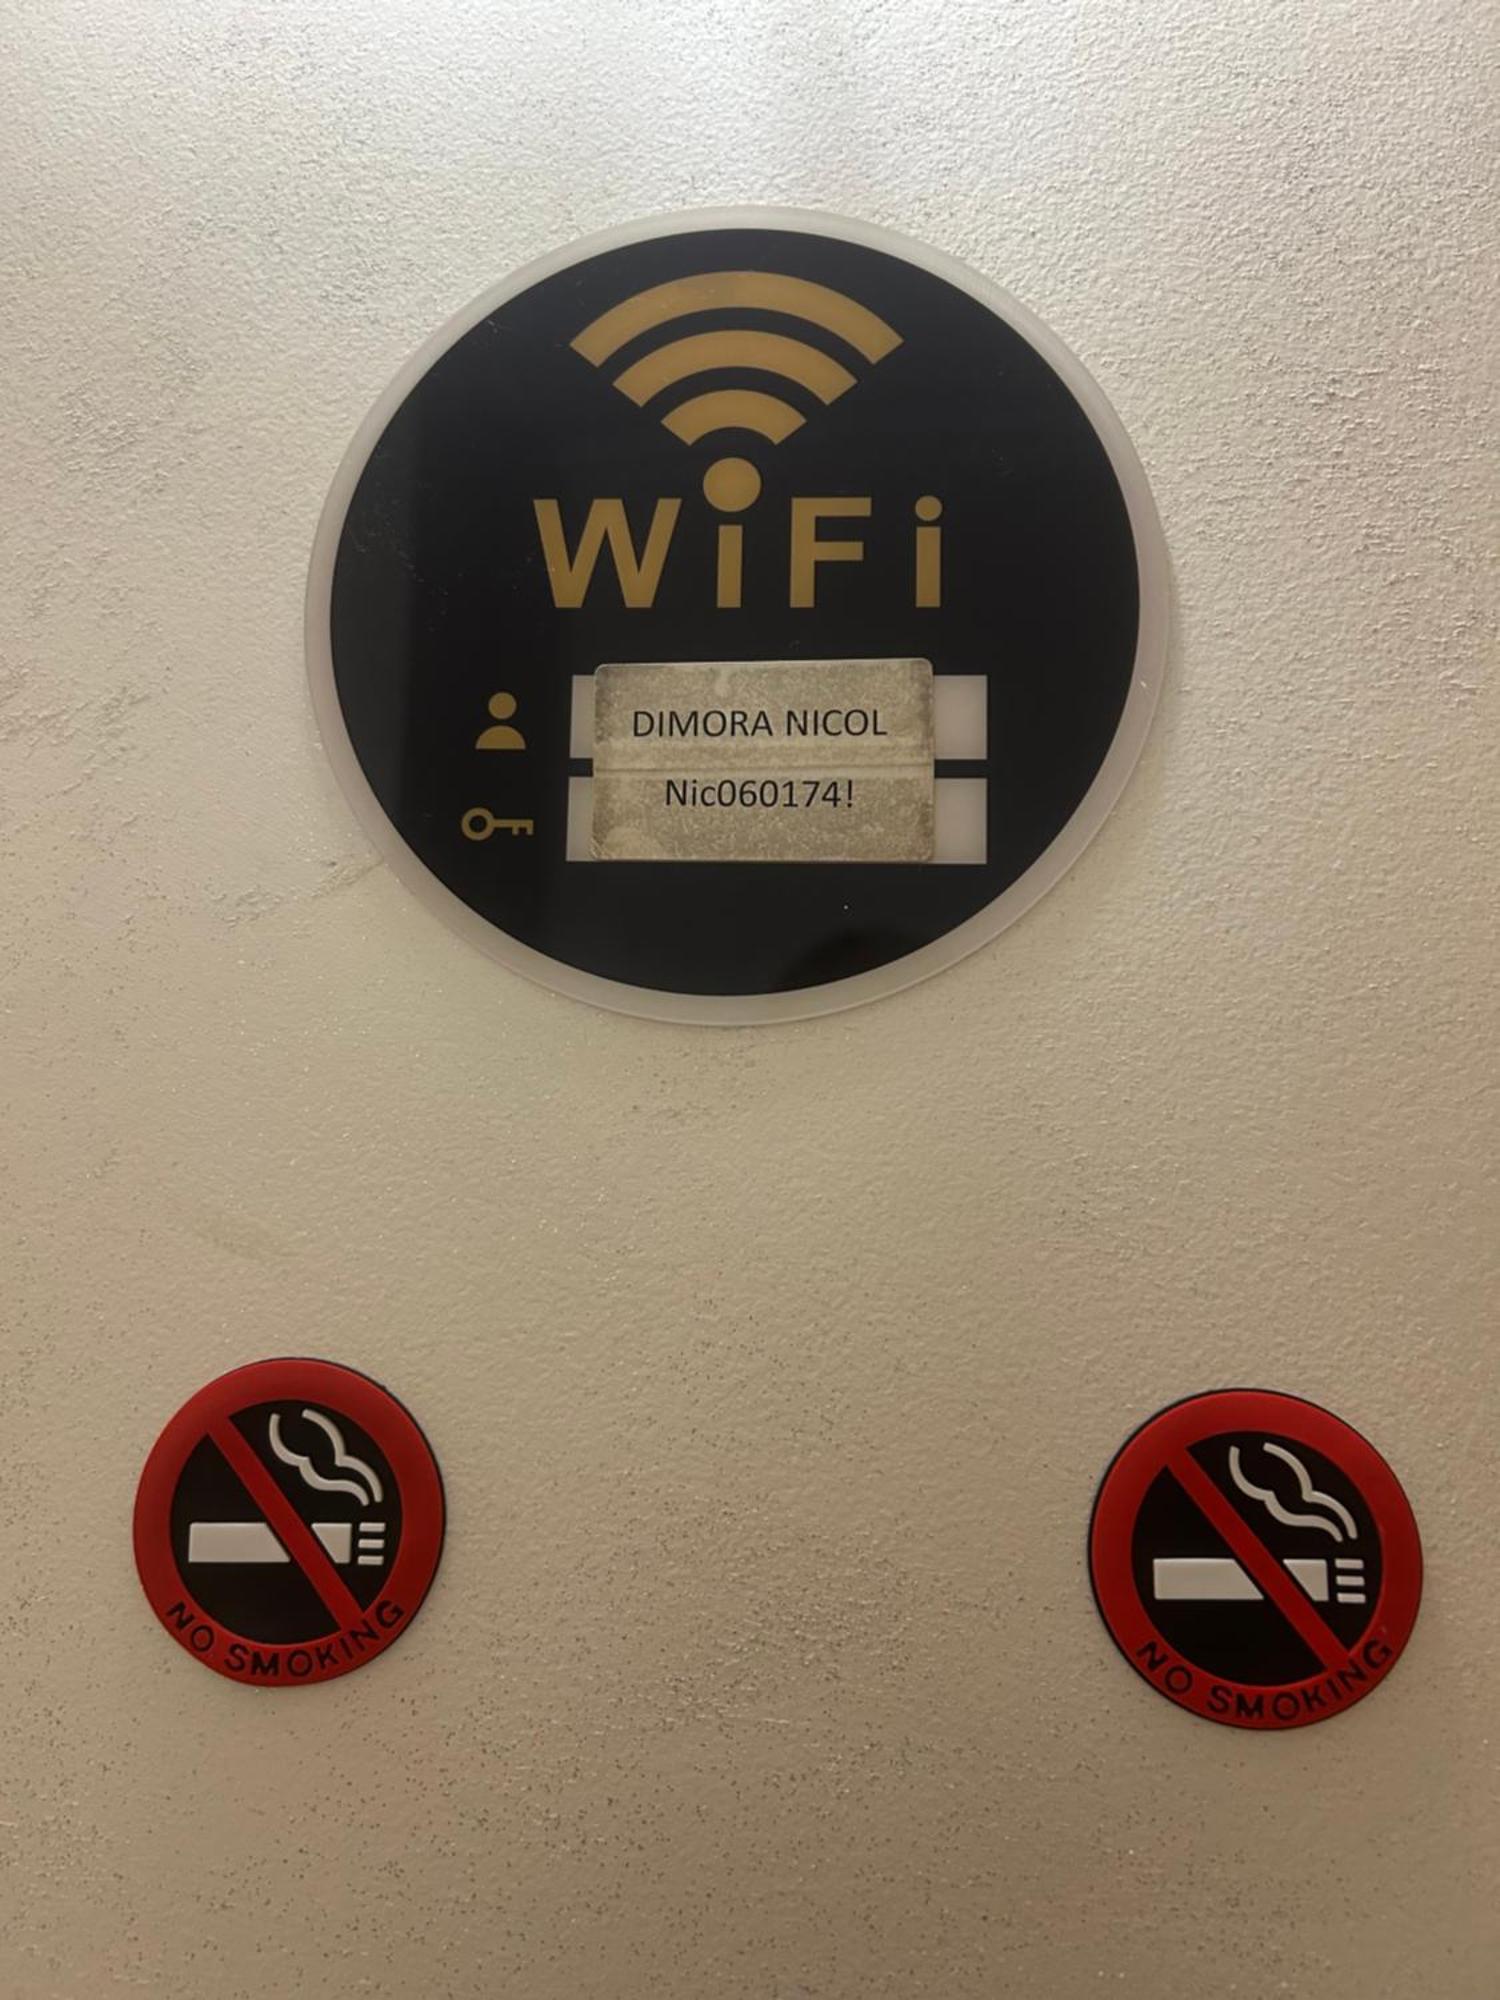 WiFi
DIMORA NICOL
Nic060174!
NO SMOKING
NO SMOKING